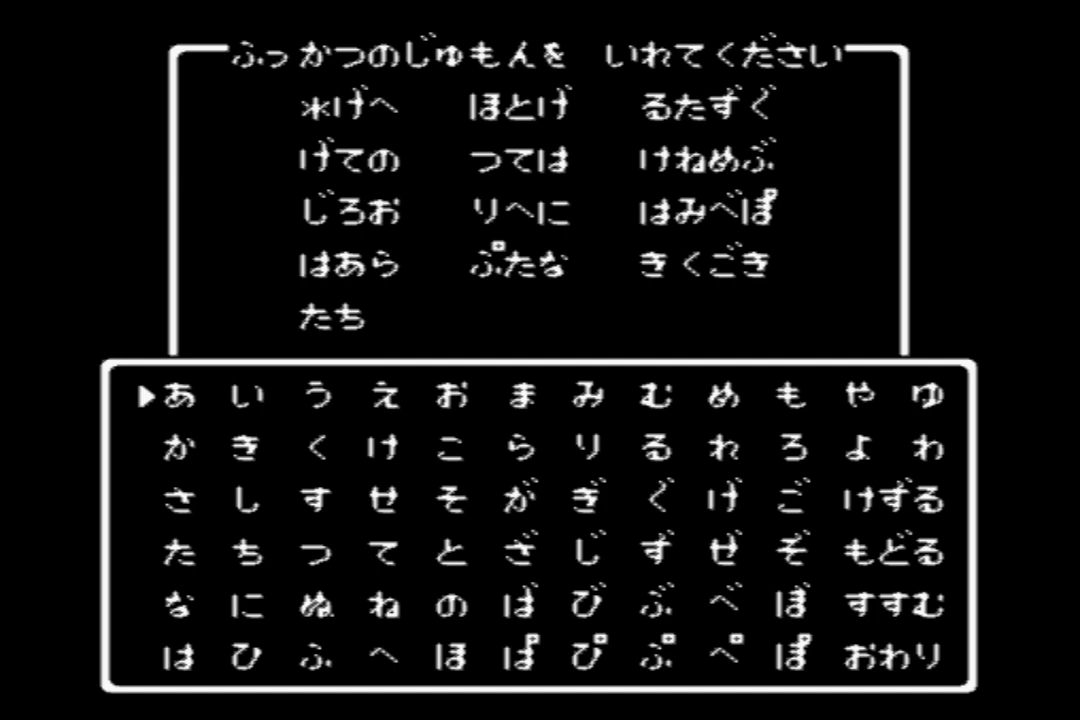 ふっかつのじゅもんを いれてください
*げへ ほとげ るたずぐ
げての つては けねめぶ
じろお りへに はみべぽ
はあら ぷたな きくごき
たち
▶あ い う え お ま み む め も や ゆ
か き く け こ ら り る れ ろ よ わ
さ し す せ そ が ぎ ぐ げ ご けずる
た ち つ て と ざ じ ず ぜ ぞ もどる
な に ぬ ね の ば び ぶ べ ぼ すすむ
は ひ ふ へ ほ ぱ ぴ ぷ ぺ ぽ おわり